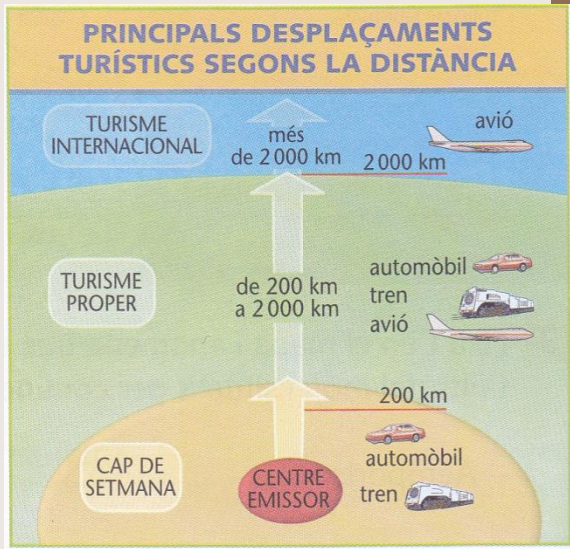 PRINCIPALS DESPLAÇAMENTS
TURÍSTICS SEGONS LA DISTÀNCIA
TURISME
INTERNACIONAL
més
de 2 000 km
2 000 km
avió
TURISME
PROPER
de 200 km
a 2 000 km
automòbil
tren
avió
200 km
CAP DE
SETMANA
CENTRE
EMISSOR
automòbil
tren